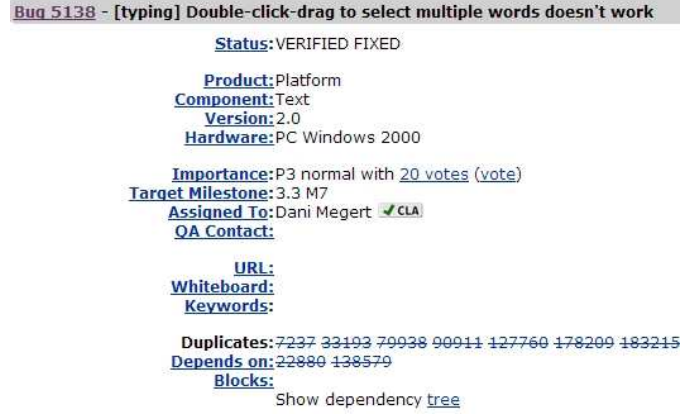 Bug 5138 - [typing] Double-click-drag to select multiple words doesn't work
Status: VERIFIED FIXED
Product: Platform
Component: Text
Version: 2.0
Hardware: PC Windows 2000
Importance: P3 normal with 20 votes (vote)
Target Milestone: 3.3 M7
Assigned To: Dani Megert ✔CLA
QA Contact:
URL:
Whiteboard:
Keywords:
Duplicates: 7237 33193 79938 90911 127760 178209 183215
Depends on: 22880 138579
Blocks:
Show dependency tree